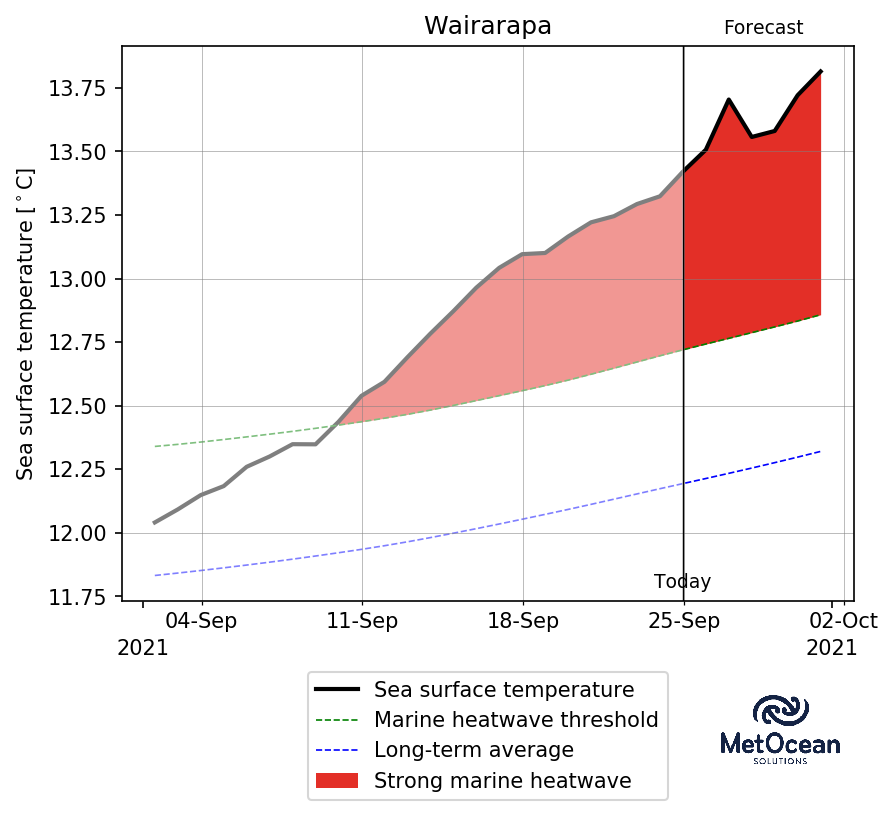 Wairarapa
Forecast
Sea surface temperature [°C]
13.75
13.50
13.25
13.00
12.75
12.50
12.25
12.00
11.75
Today
04-Sep 11-Sep 18-Sep 25-Sep 02-Oct
2021 2021
Sea surface temperature
Marine heatwave threshold
Long-term average
Strong marine heatwave
MetOcean
SOLUTIONS